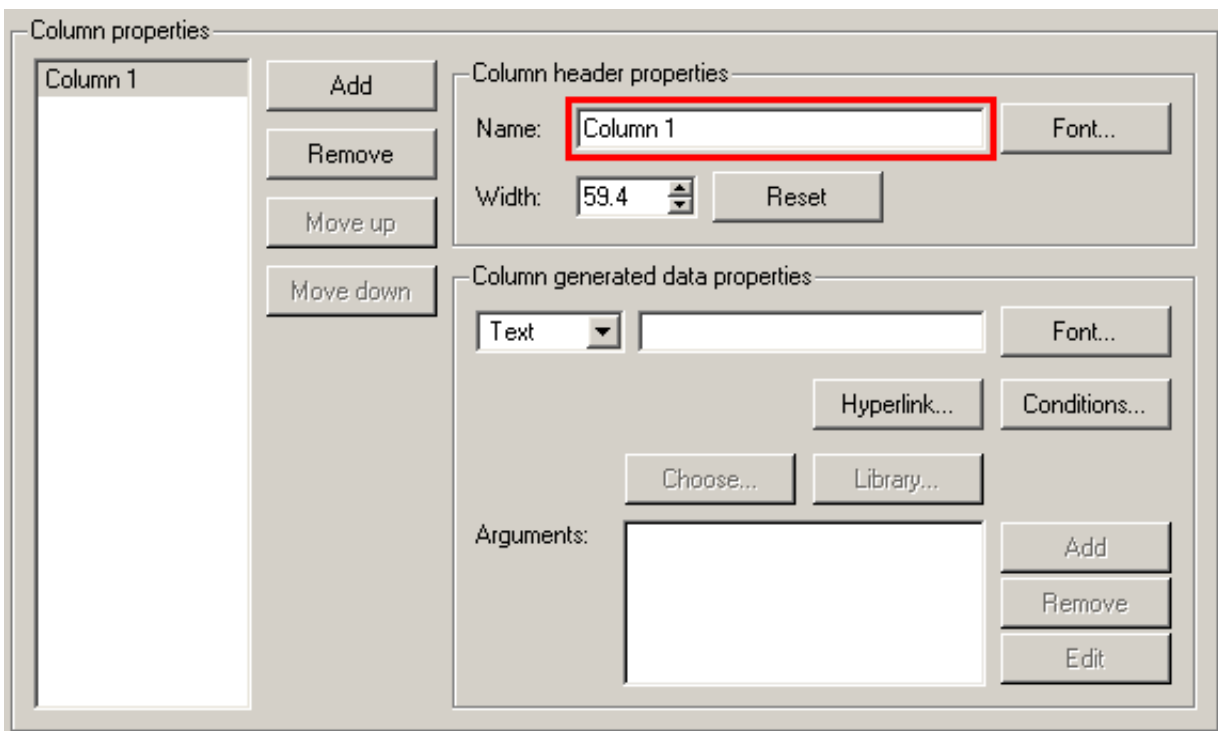 Column properties
Column 1
Add
Remove
Move up
Move down
Column header properties
Name: Column 1 Font...
Width: 59.4 Reset
Column generated data properties
Text Font...
Hyperlink... Conditions...
Choose... Library...
Arguments: Add
Remove
Edit